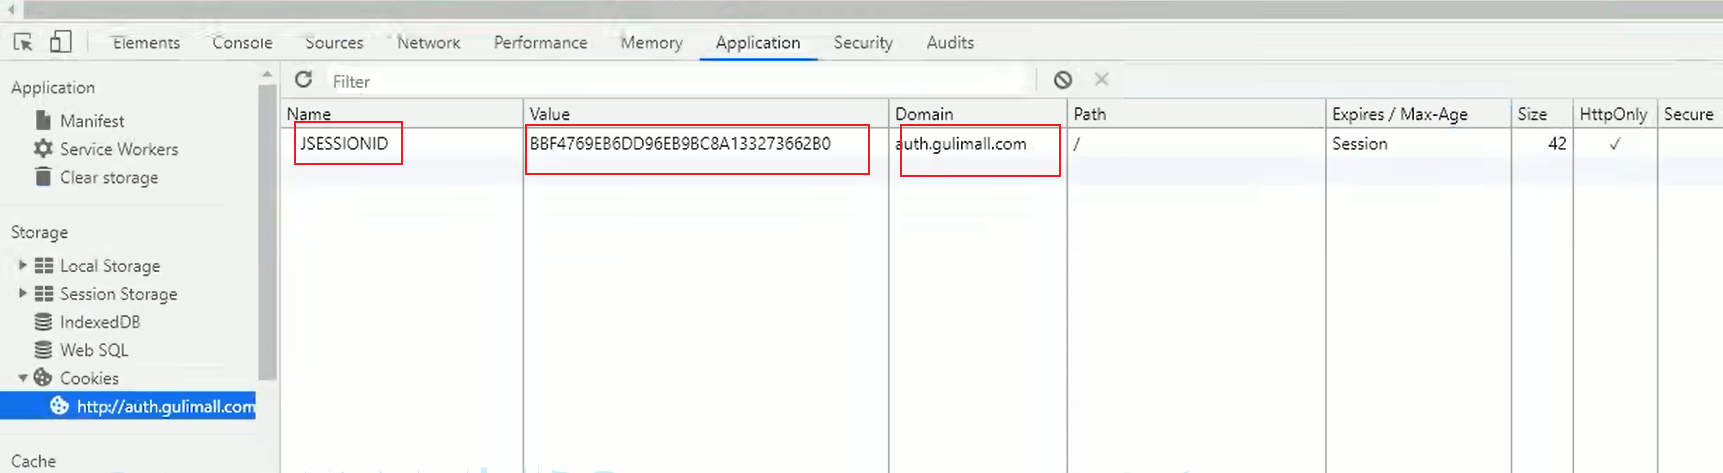 Elements Console Sources Network Performance Memory Application Security Audits
Application
Manifest
Service Workers
Clear storage
Storage
Local Storage
Session Storage
IndexedDB
Web SQL
Cookies
http://auth.gulimall.com
Cache
Filter
Name Value Domain Path Expires / Max-Age Size HttpOnly Secure
JSESSIONID BBF4769EB6DD96EB9BC8A133273662B0 auth.gulimall.com / Session 42 ✓